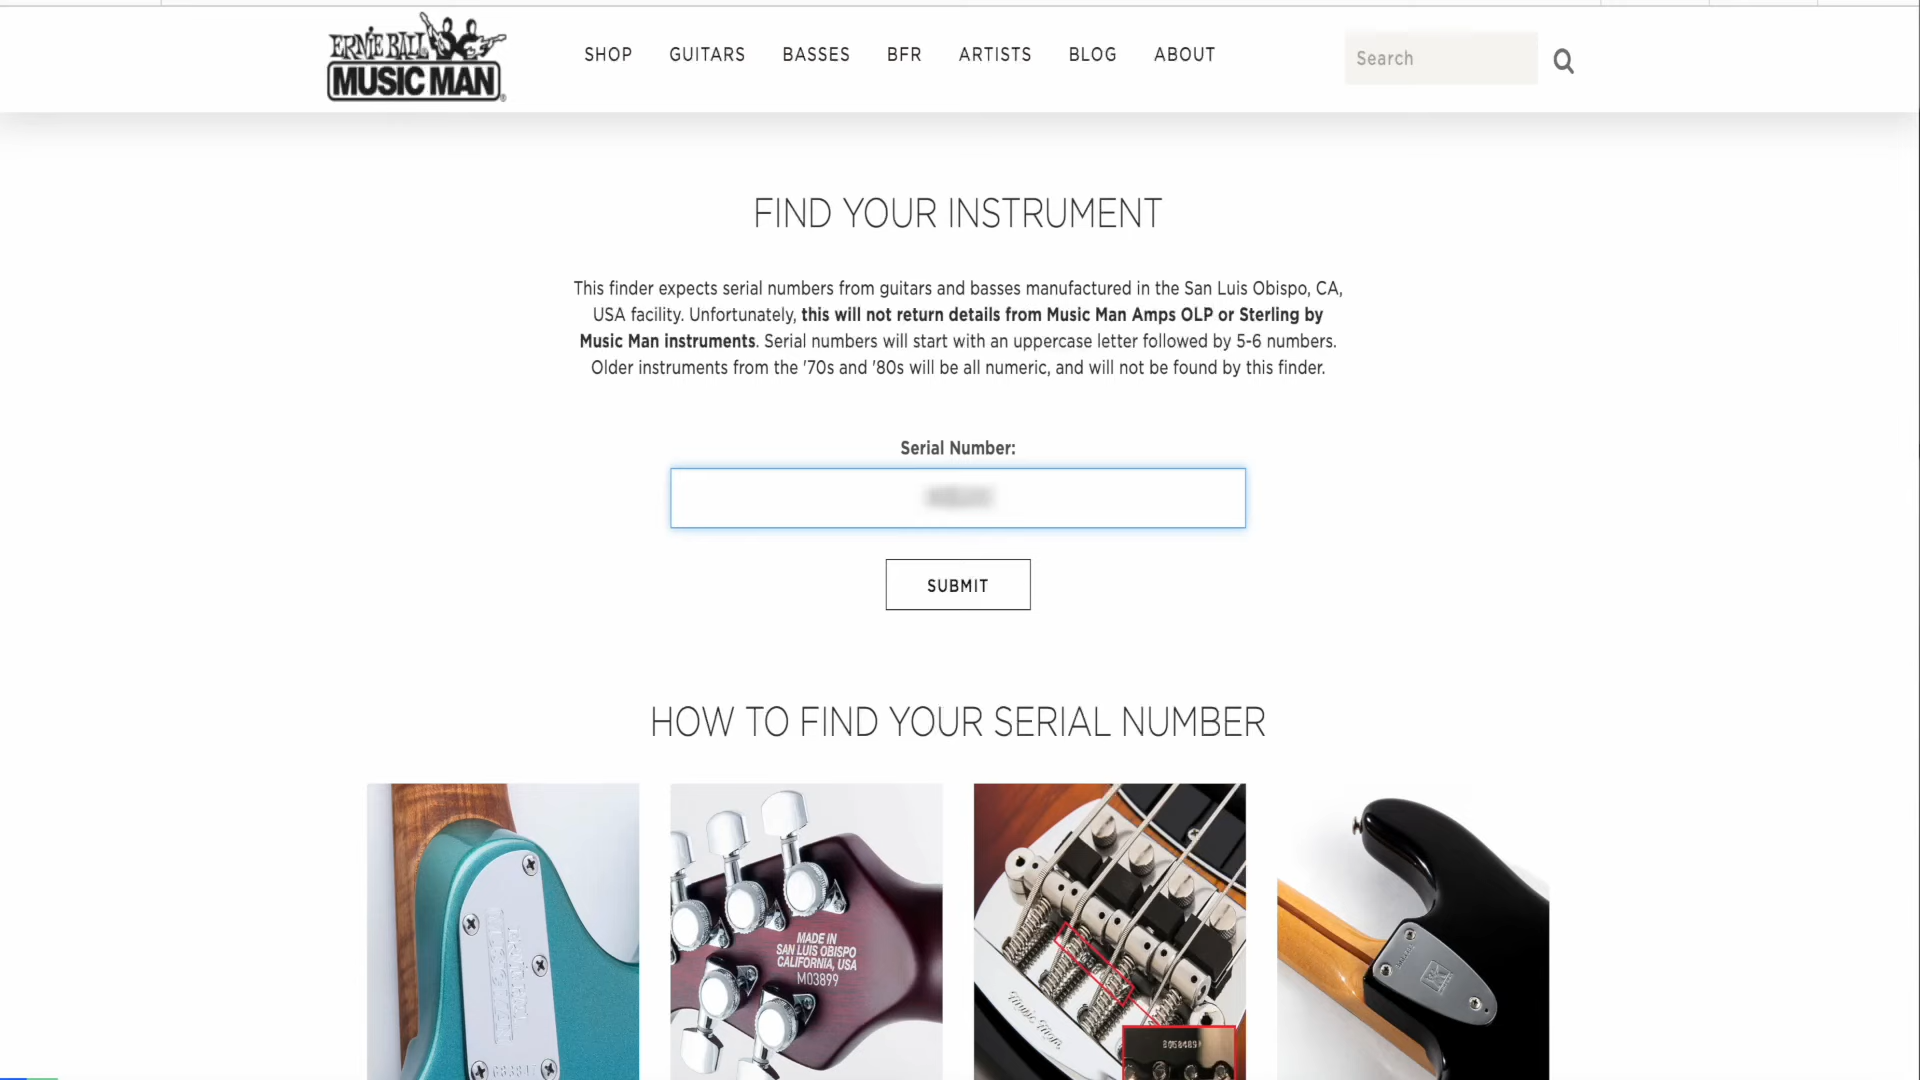 ERNIE BALL
MUSIC MAN
SHOP GUITARS BASSES BFR ARTISTS BLOG ABOUT
Search
FIND YOUR INSTRUMENT
This finder expects serial numbers from guitars and basses manufactured in the San Luis Obispo, CA,
USA facility. Unfortunately, this will not return details from Music Man Amps OLP or Sterling by
Music Man instruments. Serial numbers will start with an uppercase letter followed by 5-6 numbers.
Older instruments from the '70s and '80s will be all numeric, and will not be found by this finder.
Serial Number:
SUBMIT
HOW TO FIND YOUR SERIAL NUMBER
MADE IN
SAN LUIS OBISPO
CALIFORNIA, USA
M03899
Music Man